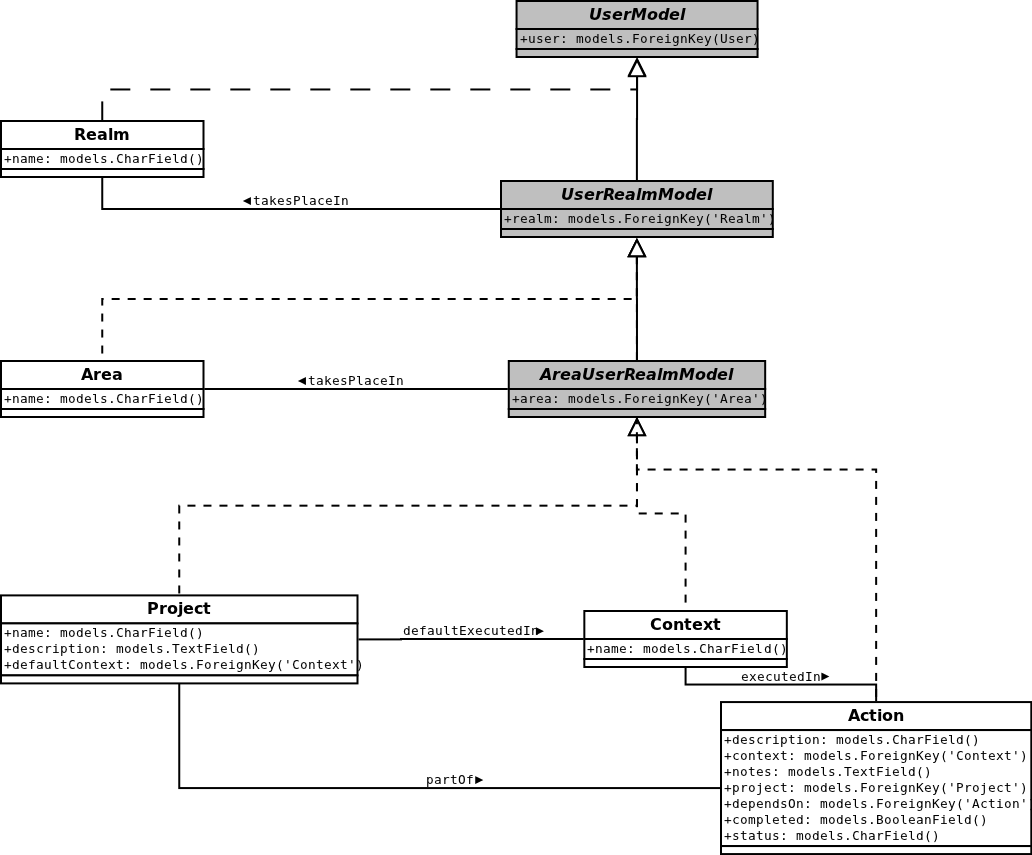 UserModel
+user: models.ForeignKey(User)
Realm
+name: models.CharField()
◄takesPlaceIn
UserRealmModel
+realm: models.ForeignKey('Realm')
Area
+name: models.CharField()
◄takesPlaceIn
AreaUserRealmModel
+area: models.ForeignKey('Area')
Project
+name: models.CharField()
+description: models.TextField()
+defaultContext: models.ForeignKey('Context')
defaultExecutedIn►
Context
+name: models.CharField()
executedIn►
Action
+description: models.CharField()
+context: models.ForeignKey('Context')
+notes: models.TextField()
+project: models.ForeignKey('Project')
+dependsOn: models.ForeignKey('Action'
+completed: models.BooleanField()
+status: models.CharField()
partOf►